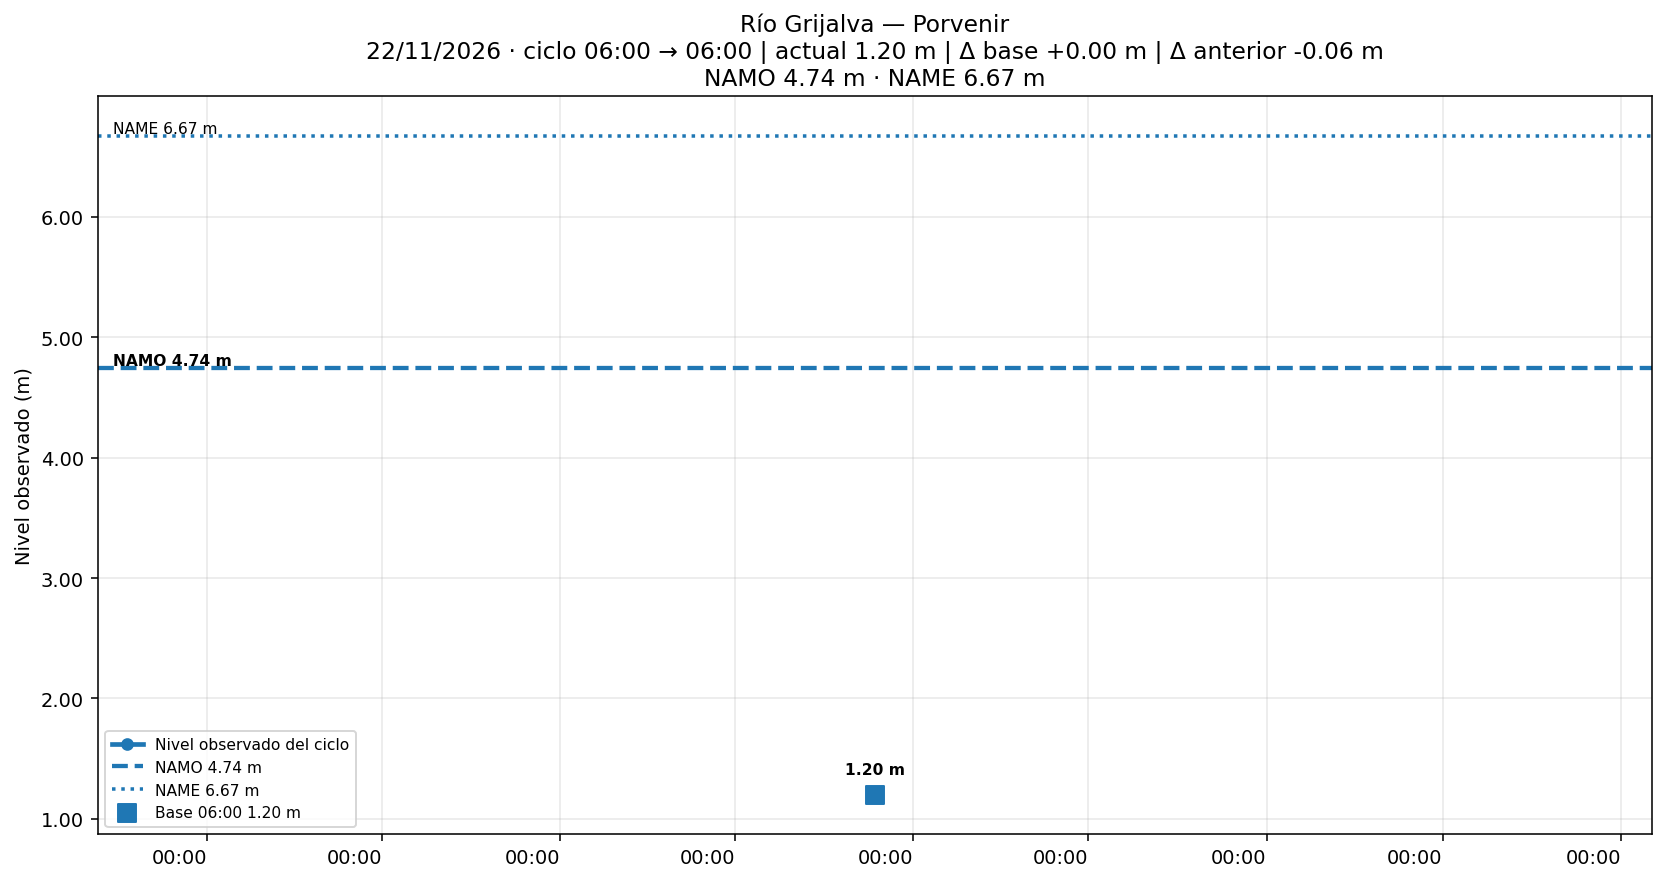 Río Grijalva — Porvenir
22/11/2026 · ciclo 06:00 → 06:00 | actual 1.20 m | Δ base +0.00 m | Δ anterior -0.06 m
NAMO 4.74 m · NAME 6.67 m
NAME 6.67 m
6.00
5.00
NAMO 4.74 m
4.00
Nivel observado (m)
3.00
2.00
Nivel observado del ciclo
NAMO 4.74 m
NAME 6.67 m
Base 06:00 1.20 m
1.20 m
1.00
00:00 00:00 00:00 00:00 00:00 00:00 00:00 00:00 00:00